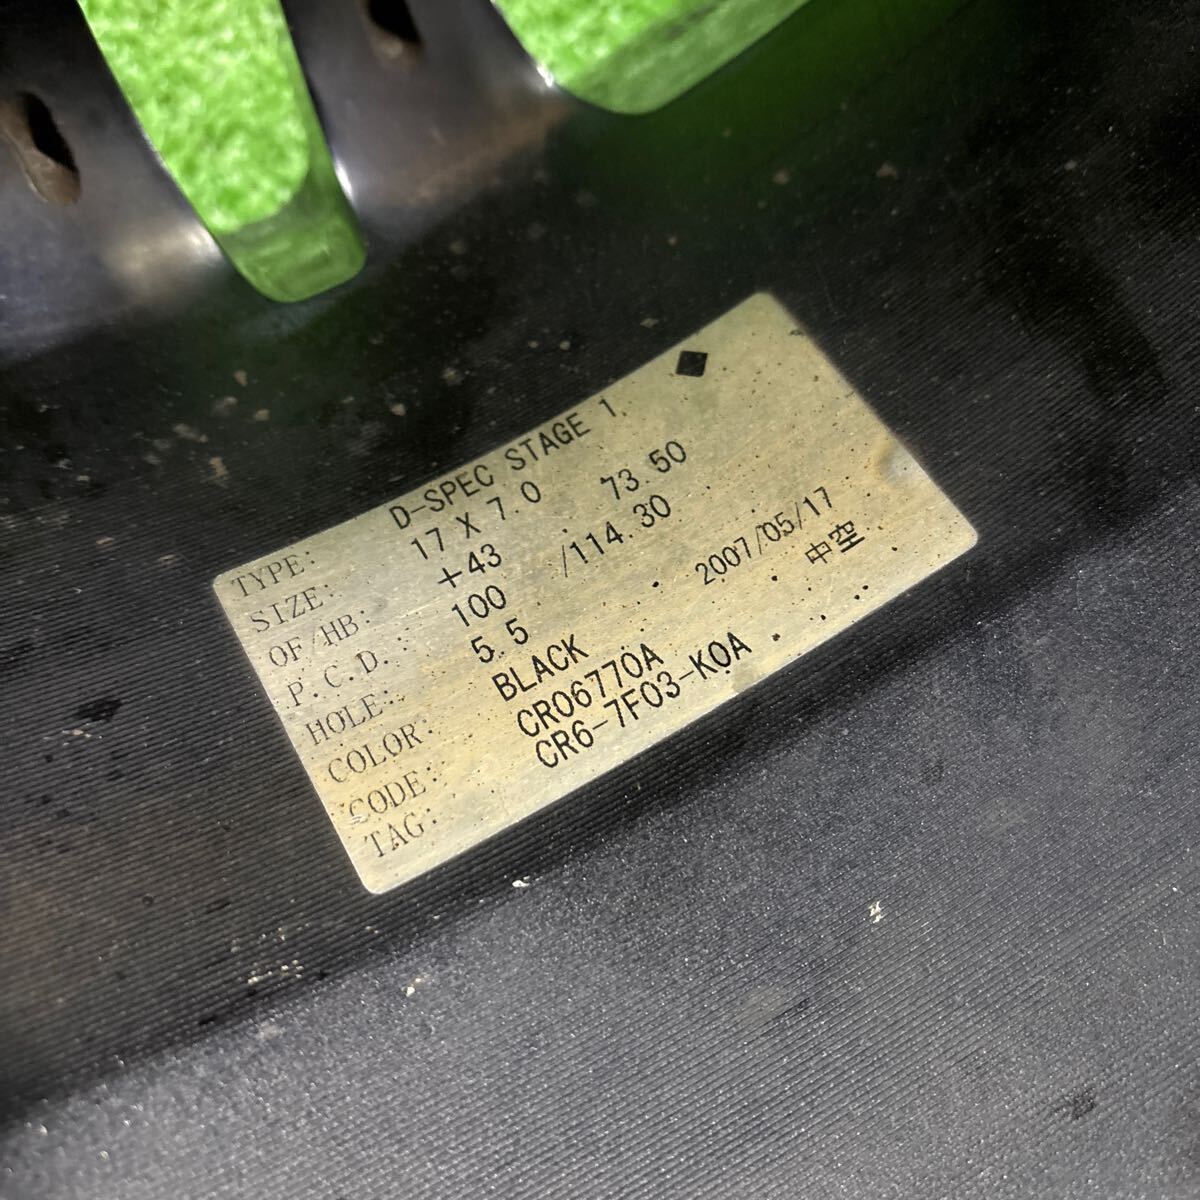 TYPE: D-SPEC STAGE 1
SIZE: 17 X 7.0
OF/HB: +43 73.50
P.C.D.: 100 /114.30
HOLE: 5.5
COLOR: BLACK 2007/05/17
CODE: CR06770A 中空
TAG: CR6-7F03-K0A